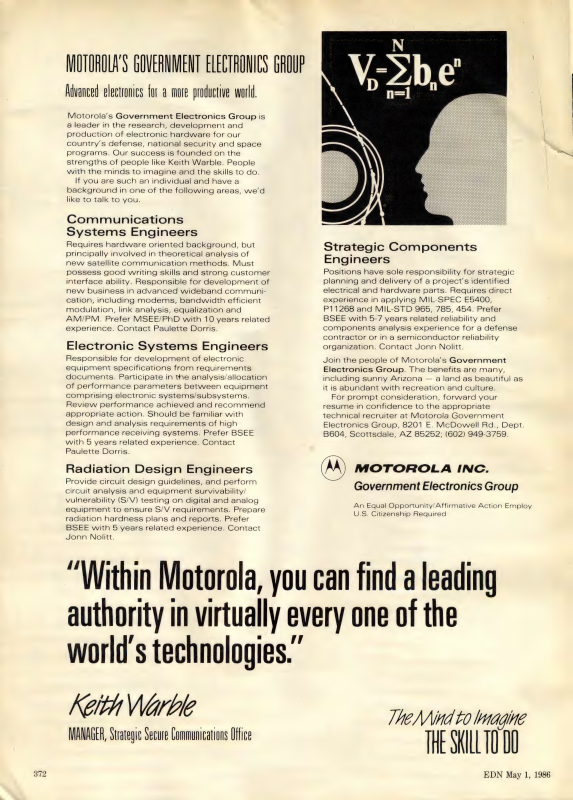 MOTOROLA'S GOVERNMENT ELECTRONICS GROUP
Advanced electronics for a more productive world.
Motorola's Government Electronics Group is
a leader in the research, development and
production of electronic hardware for our
country's defense, national security and space
programs. Our success is founded on the
strengths of people like Keith Warble. People
with the minds to imagine and the skills to do.
If you are such an individual and have a
background in one of the following areas, we'd
like to talk to you.
Communications
Systems Engineers
Requires hardware oriented background, but
principally involved in theoretical analysis of
new satellite communication methods. Must
possess good writing skills and strong customer
interface ability. Responsible for development of
new business in advanced wideband communi-
cation, including modems, bandwidth efficient
modulation, link analysis, equalization and
AM/PM. Prefer MSEE/PhD with 10 years related
experience. Contact Paulette Dorris.
Electronic Systems Engineers
Responsible for development of electronic
equipment specifications from requirements
documents. Participate in the analysis/allocation
of performance parameters between equipment
comprising electronic systems/subsystems.
Review performance achieved and recommend
appropriate action. Should be familiar with
design and analysis requirements of high
performance receiving systems. Prefer BSEE
with 5 years related experience. Contact
Paulette Dorris.
Radiation Design Engineers
Provide circuit design guidelines, and perform
circuit analysis and equipment survivability/
vulnerability (S/V) testing on digital and analog
equipment to ensure S/V requirements. Prepare
radiation hardness plans and reports. Prefer
BSEE with 5 years related experience. Contact
Jonn Nolitt.
N
V_D = Σ b_n e^n
n=1
Strategic Components
Engineers
Positions have sole responsibility for strategic
planning and delivery of a project's identified
electrical and hardware parts. Requires direct
experience in applying MIL-SPEC E5400,
P11268 and MIL-STD 965, 785, 454. Prefer
BSEE with 5-7 years related reliability and
components analysis experience for a defense
contractor or in a semiconductor reliability
organization. Contact Jonn Nolitt.
Join the people of Motorola's Government
Electronics Group. The benefits are many,
including sunny Arizona — a land as beautiful as
it is abundant with recreation and culture.
For prompt consideration, forward your
resume in confidence to the appropriate
technical recruiter at Motorola Government
Electronics Group, 8201 E. McDowell Rd., Dept.
B604, Scottsdale, AZ 85252; (602) 949-3759.
MOTOROLA INC.
Government Electronics Group
An Equal Opportunity/Affirmative Action Employ
U.S. Citizenship Required
"Within Motorola, you can find a leading
authority in virtually every one of the
world's technologies."
Keith Warble
MANAGER, Strategic Secure Communications Office
The Mind to Imagine
THE SKILL TO DO
372
EDN May 1, 1986